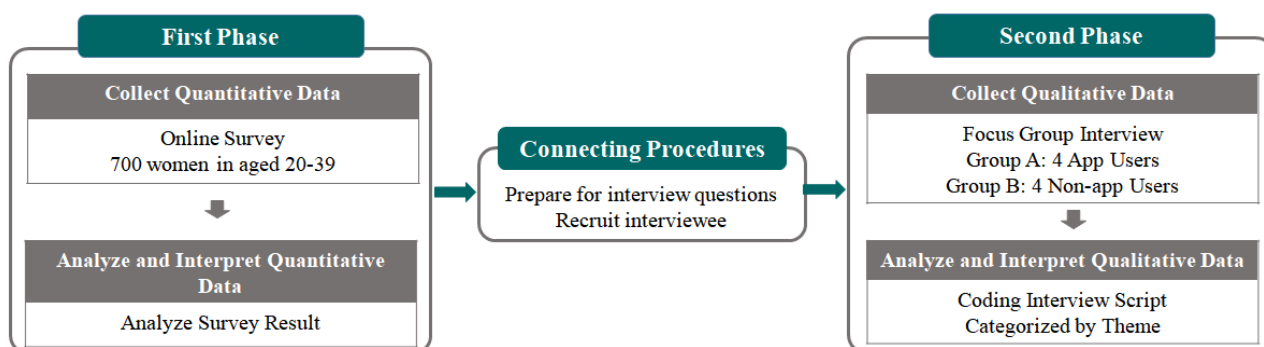 First Phase
Collect Quantitative Data
Online Survey
700 women in aged 20-39
Analyze and Interpret Quantitative
Data
Analyze Survey Result
Connecting Procedures
Prepare for interview questions
Recruit interviewee
Second Phase
Collect Qualitative Data
Focus Group Interview
Group A: 4 App Users
Group B: 4 Non-app Users
Analyze and Interpret Qualitative Data
Coding Interview Script
Categorized by Theme